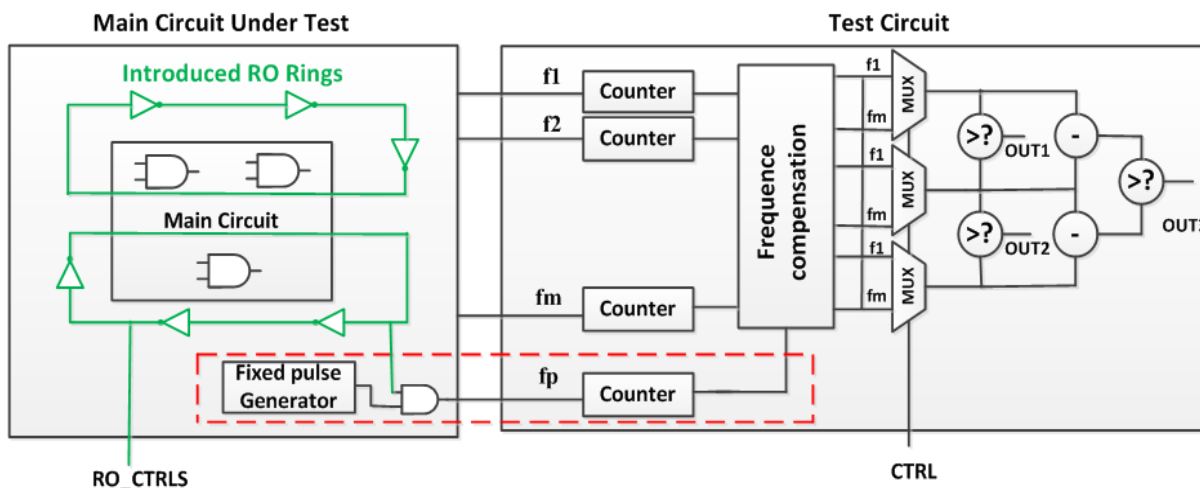 Main Circuit Under Test
Test Circuit
Introduced RO Rings
Main Circuit
Fixed pulse
Generator
RO_CTRLS
f1
Counter
f2
Counter
fm
Counter
fp
Counter
Frequence
compensation
f1
MUX
fm
f1
MUX
fm
f1
MUX
fm
>?
OUT1
-
>?
>?
OUT2
-
CTRL